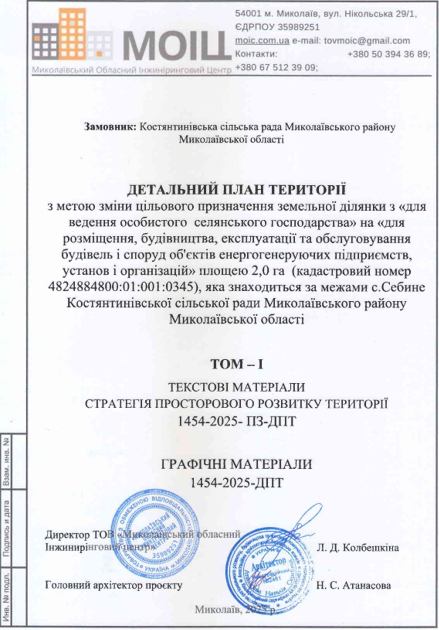 54001 м. Миколаїв, вул. Нікольська 29/1,
ЄДРПОУ 35989251
moic.com.ua e-mail: tovmoic@gmail.com
Контакти: +380 50 394 36 89;
+380 67 512 39 09;
МОІЦ
Миколаївський Обласний Інжиніринговий Центр
Замовник: Костянтинівська сільська рада Миколаївського району
Миколаївської області
ДЕТАЛЬНИЙ ПЛАН ТЕРИТОРІЇ
з метою зміни цільового призначення земельної ділянки з «для
ведення особистого селянського господарства» на «для
розміщення, будівництва, експлуатації та обслуговування
будівель і споруд об'єктів енергогенеруючих підприємств,
установ і організацій» площею 2,0 га (кадастровий номер
4824884800:01:001:0345), яка знаходиться за межами с.Себине
Костянтинівської сільської ради Миколаївського району
Миколаївської області
ТОМ – І
ТЕКСТОВІ МАТЕРІАЛИ
СТРАТЕГІЯ ПРОСТОРОВОГО РОЗВИТКУ ТЕРИТОРІЇ
1454-2025- ПЗ-ДПТ
ГРАФІЧНІ МАТЕРІАЛИ
1454-2025-ДПТ
Директор ТОВ «Миколаївський обласний
Інжиніринговий центр» Л. Д. Колбешкіна
Головний архітектор проєкту Н. С. Атанасова
Миколаїв, 2025 р
Взам. инв. №
Подпись и дата
Инв. № подл.